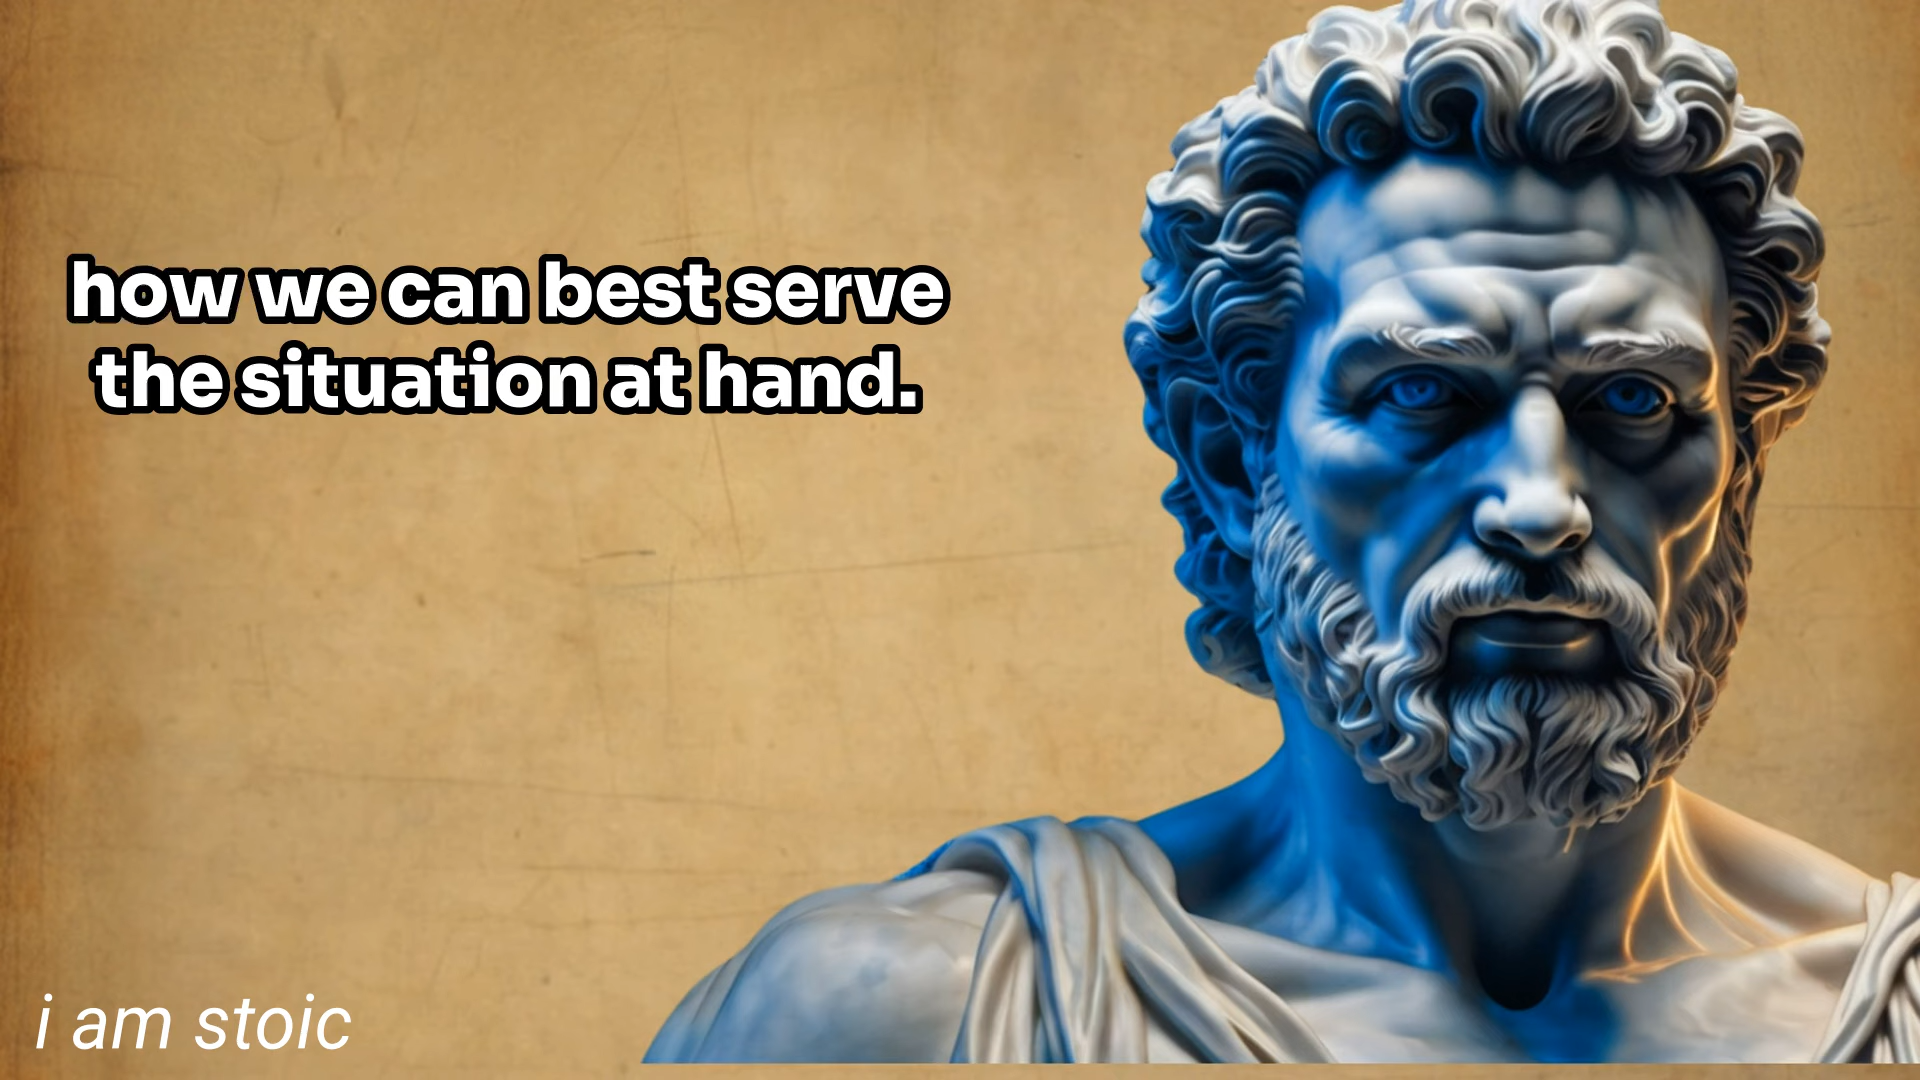 how we can best serve
the situation at hand.
i am stoic